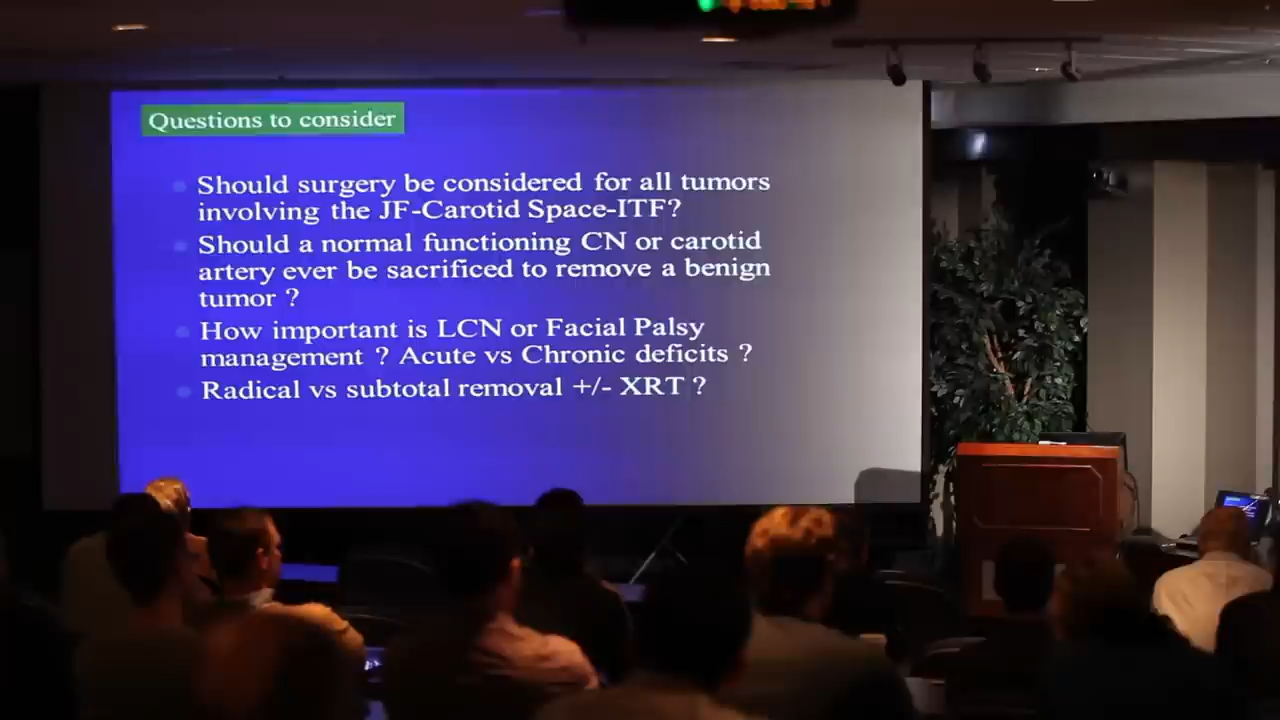 Questions to consider
Should surgery be considered for all tumors
involving the JF-Carotid Space-ITF?
Should a normal functioning CN or carotid
artery ever be sacrificed to remove a benign
tumor ?
How important is LCN or Facial Palsy
management ? Acute vs Chronic deficits ?
Radical vs subtotal removal +/- XRT ?